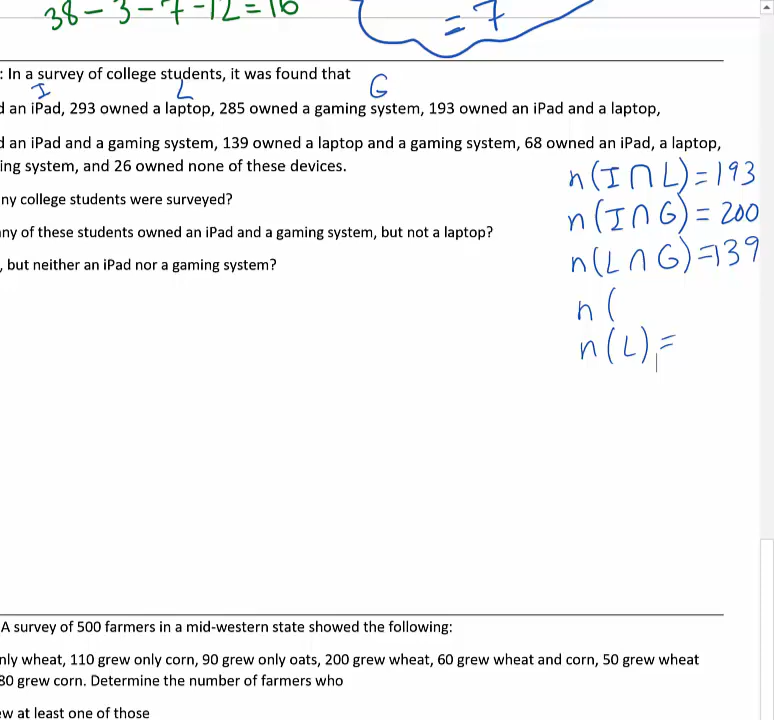 38 - 3 - 7 - 12 = 16
= 7
: In a survey of college students, it was found that
I L G
d an iPad, 293 owned a laptop, 285 owned a gaming system, 193 owned an iPad and a laptop,
d an iPad and a gaming system, 139 owned a laptop and a gaming system, 68 owned an iPad, a laptop,
ing system, and 26 owned none of these devices.
n(I ∩ L) = 193
ny college students were surveyed?
n(I ∩ G) = 200
any of these students owned an iPad and a gaming system, but not a laptop?
n(L ∩ G) = 139
, but neither an iPad nor a gaming system?
n(
n(L) =
A survey of 500 farmers in a mid-western state showed the following:
nly wheat, 110 grew only corn, 90 grew only oats, 200 grew wheat, 60 grew wheat and corn, 50 grew wheat
80 grew corn. Determine the number of farmers who
ew at least one of those